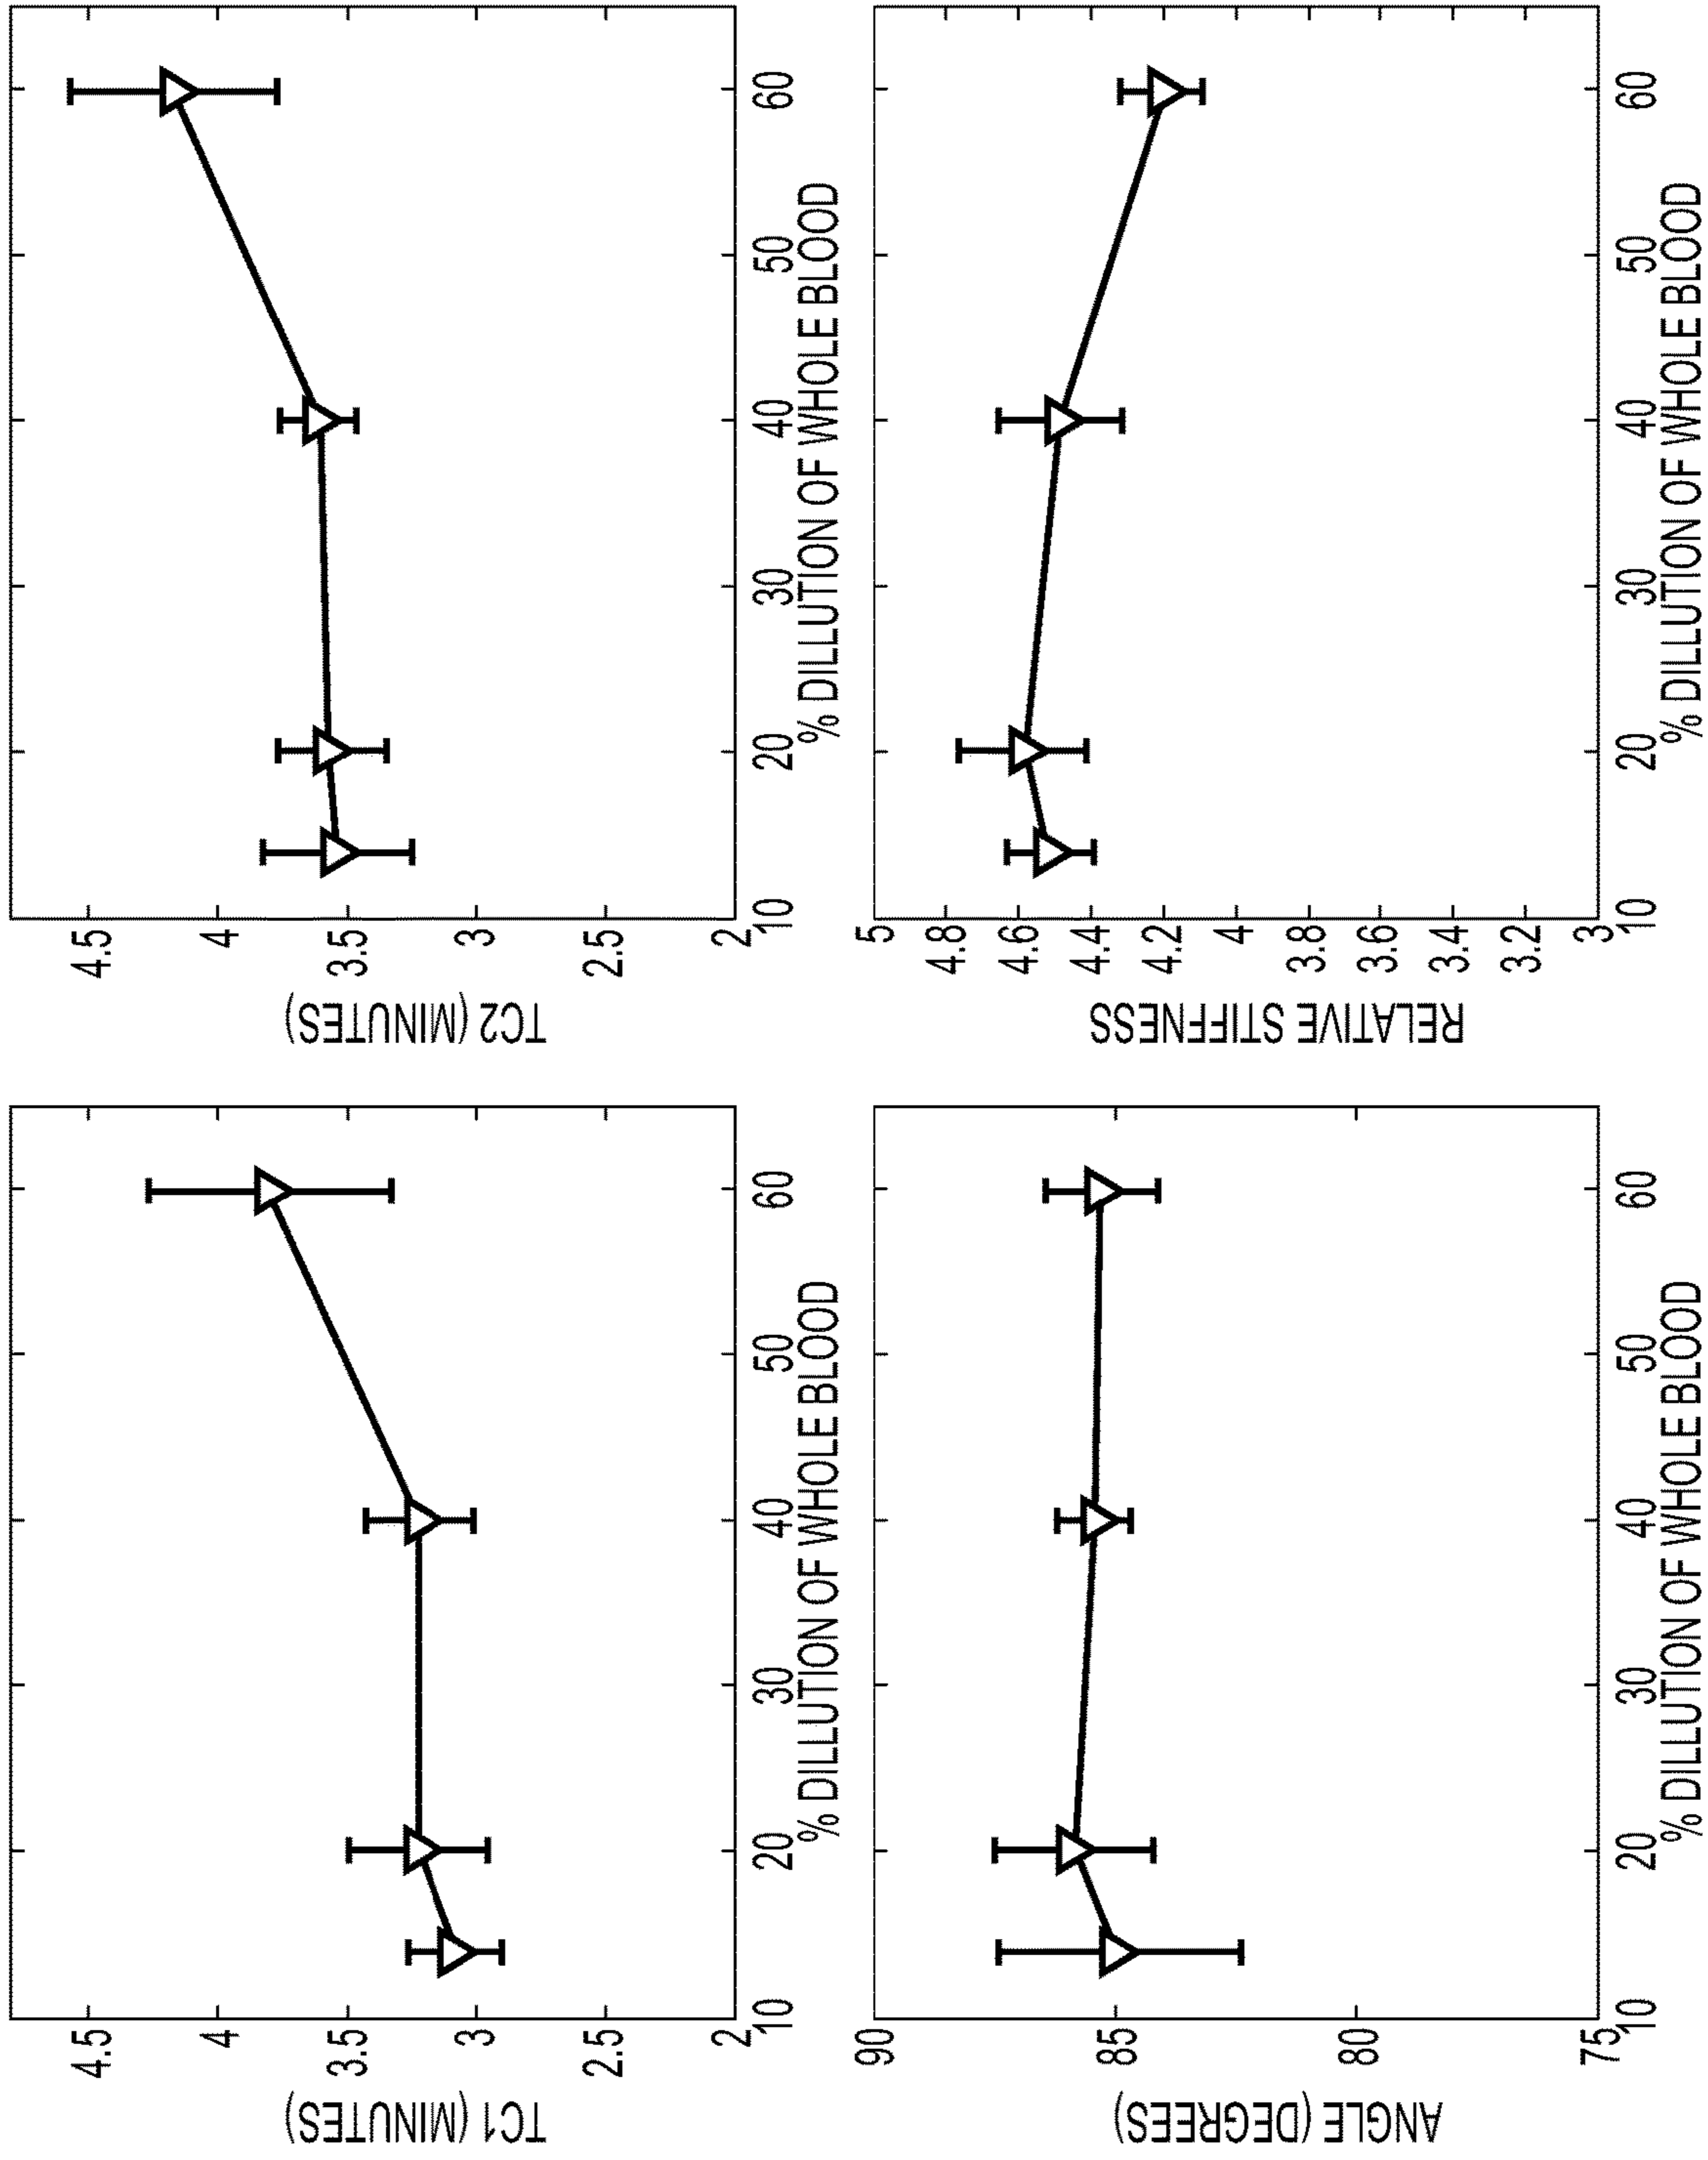 TC1 (MINUTES)
4.5
4
3.5
3
2.5
2
10 20 30 40 50 60
% DILLUTION OF WHOLE BLOOD
TC2 (MINUTES)
4.5
4
3.5
3
2.5
2
10 20 30 40 50 60
% DILLUTION OF WHOLE BLOOD
ANGLE (DEGREES)
90
85
80
75
10 20 30 40 50 60
% DILLUTION OF WHOLE BLOOD
RELATIVE STIFFNESS
5
4.8
4.6
4.4
4.2
4
3.8
3.6
3.4
3.2
3
10 20 30 40 50 60
% DILLUTION OF WHOLE BLOOD